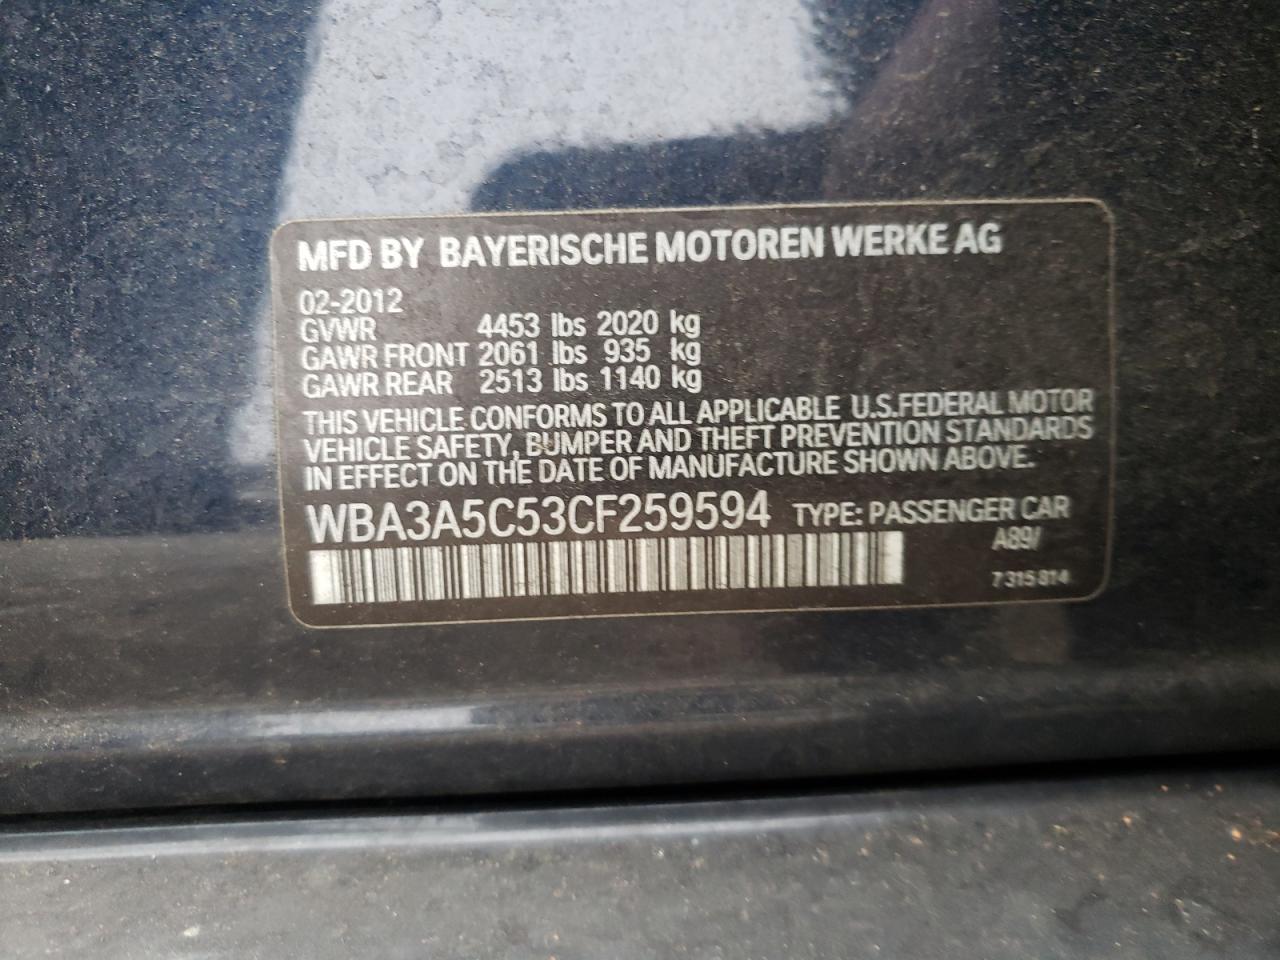 MFD BY BAYERISCHE MOTOREN WERKE AG
02-2012
GVWR 4453 lbs 2020 kg
GAWR FRONT 2061 lbs 935 kg
GAWR REAR 2513 lbs 1140 kg
THIS VEHICLE CONFORMS TO ALL APPLICABLE U.S.FEDERAL MOTOR
VEHICLE SAFETY, BUMPER AND THEFT PREVENTION STANDARDS
IN EFFECT ON THE DATE OF MANUFACTURE SHOWN ABOVE.
WBA3A5C53CF259594 TYPE: PASSENGER CAR
A89/
7 315 814